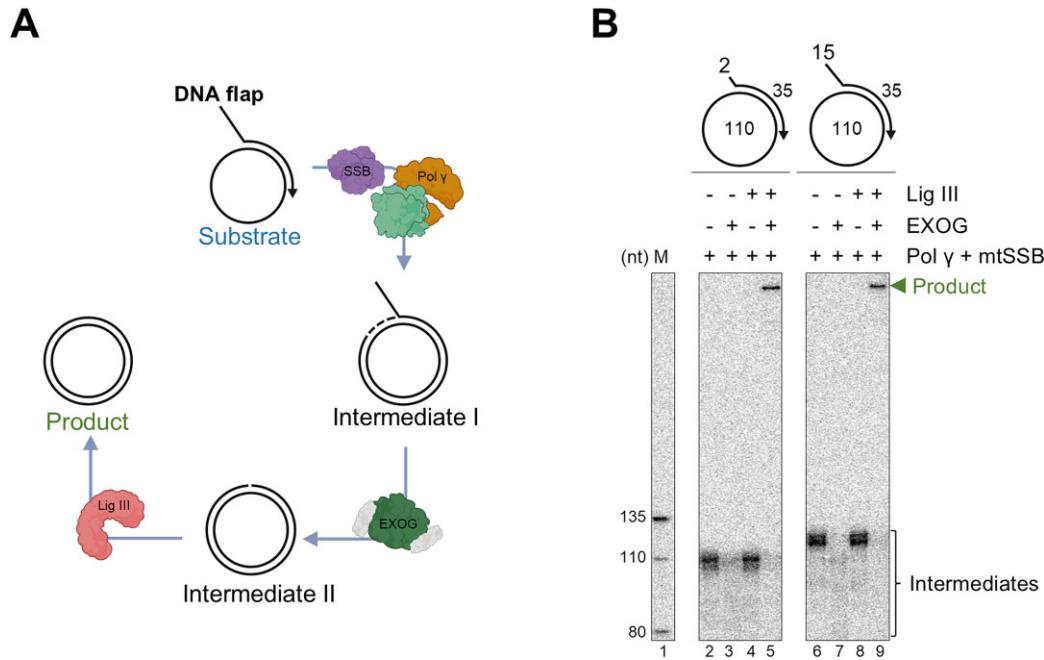 A
DNA flap
SSB
Pol γ
Substrate
Intermediate I
EXOG
Intermediate II
Lig III
Product
B
2
35
110
15
35
110
- - + + - - + + Lig III
- + - + - + - + EXOG
+ + + + + + + + Pol γ + mtSSB
(nt) M
Product
135
110
80
Intermediates
1 2 3 4 5 6 7 8 9